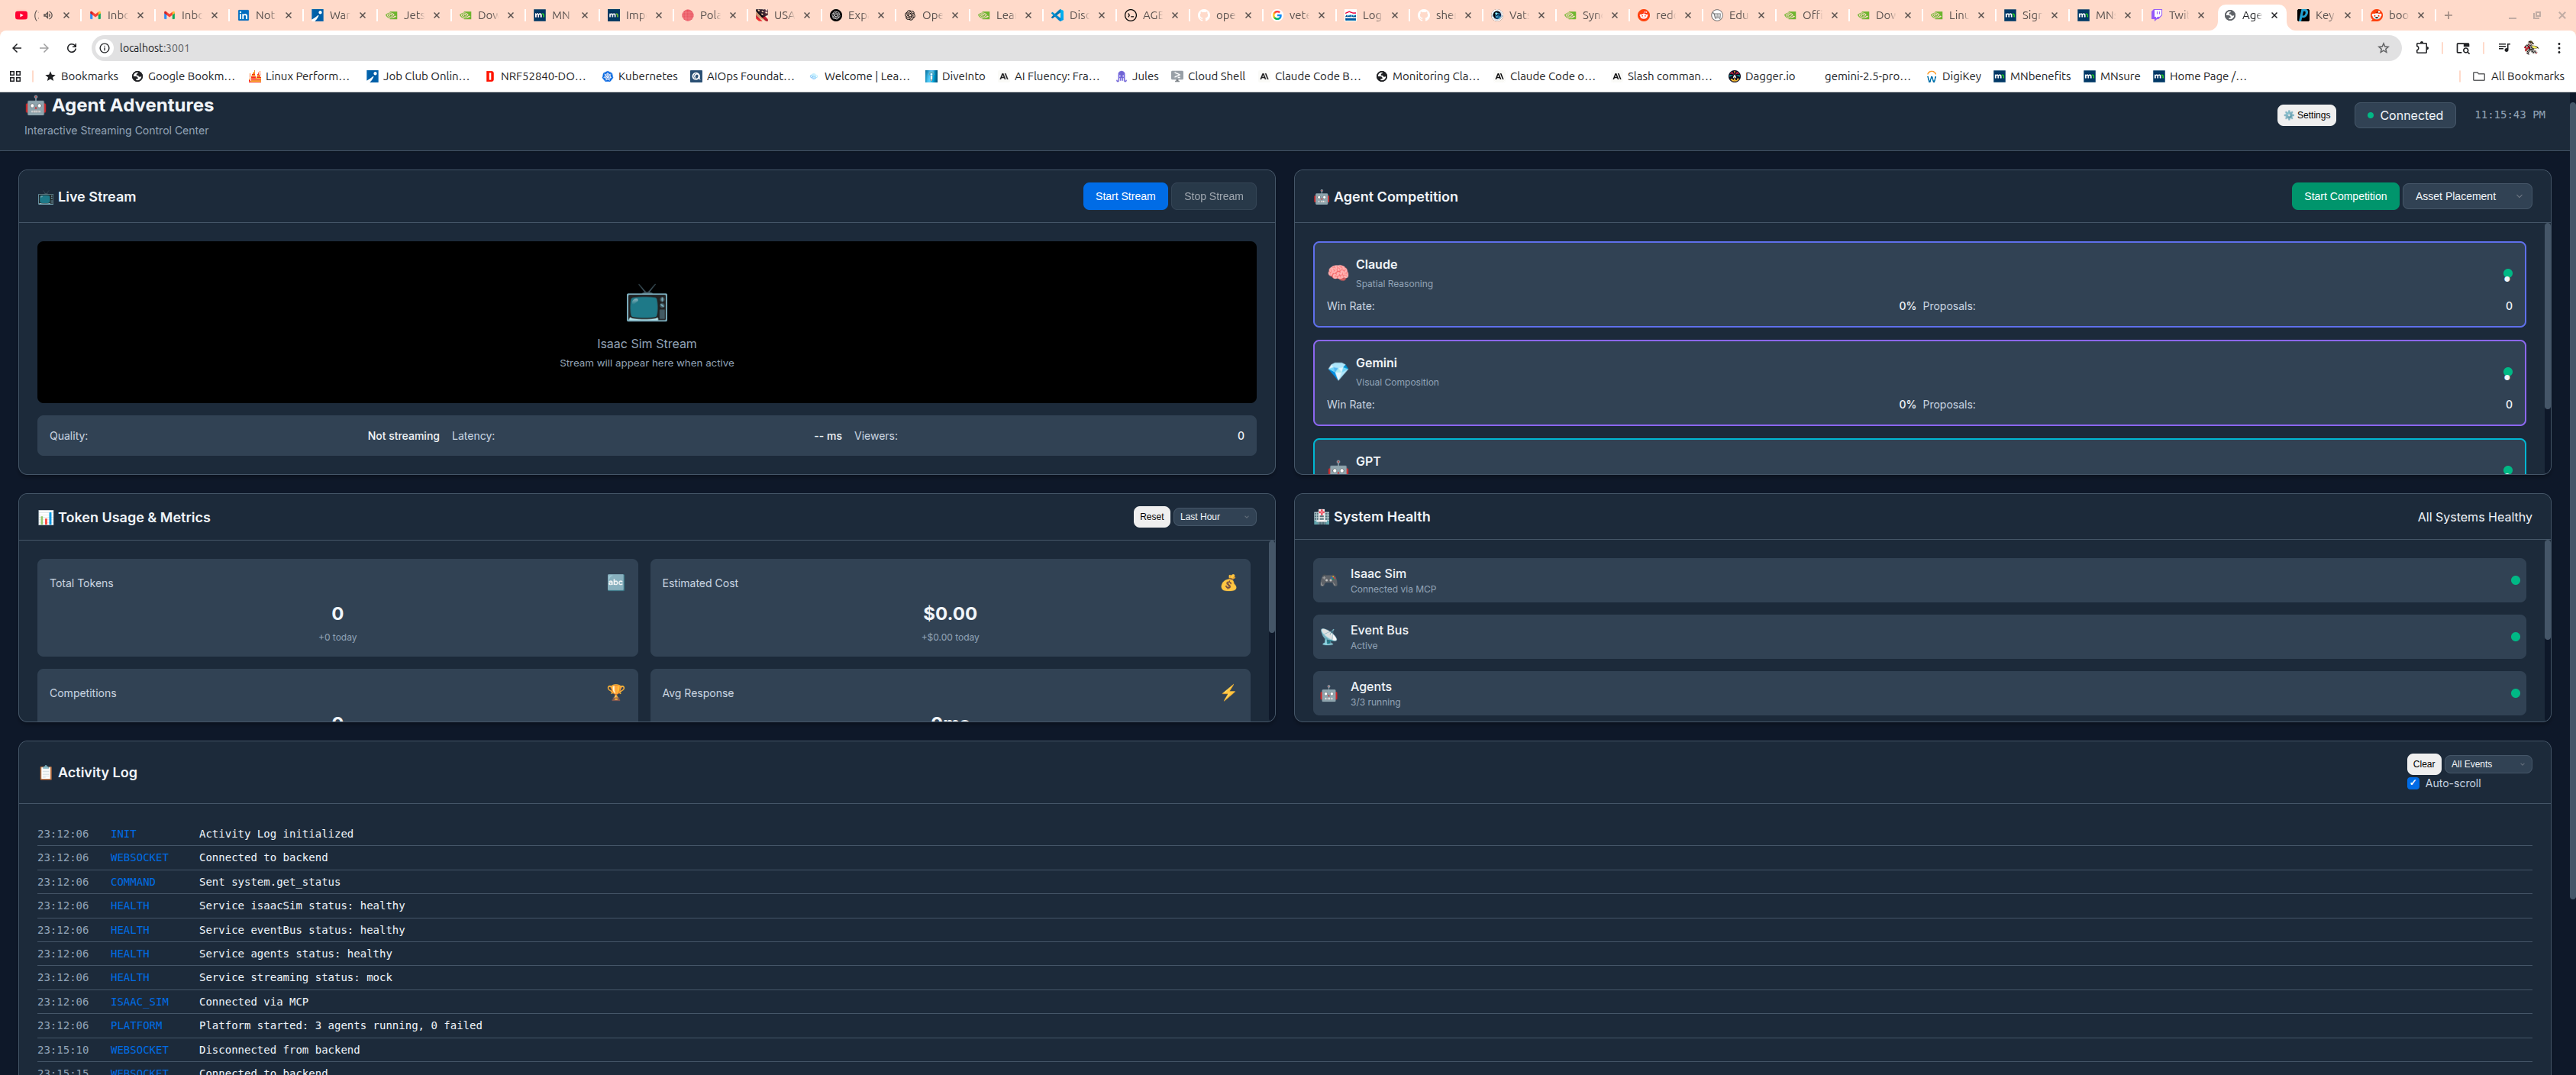 ( Inbc Inbc Not War Jets Dov MN Imp Pola USA Exp Ope Lea Disc AGE ope vete Log she Vab Syn red Edu Offi Dov Linu Sigr MN Twi Age Key boo
localhost:3001
Bookmarks Google Bookm... Linux Perform... Job Club Onlin... NRF52840-DO... Kubernetes AIOps Foundat... Welcome | Lea... DiveInto AI Fluency: Fra... Jules Cloud Shell Claude Code B... Monitoring Cla... Claude Code o... Slash comman... Dagger.io gemini-2.5-pro... DigiKey MNbenefits MNsure Home Page /... All Bookmarks
Agent Adventures
Interactive Streaming Control Center
Settings Connected 11:15:43 PM
Live Stream Start Stream Stop Stream
Isaac Sim Stream
Stream will appear here when active
Quality: Not streaming Latency: -- ms Viewers: 0
Agent Competition Start Competition Asset Placement
Claude
Spatial Reasoning
Win Rate: 0% Proposals: 0
Gemini
Visual Composition
Win Rate: 0% Proposals: 0
GPT
Token Usage & Metrics Reset Last Hour
Total Tokens abc
0
+0 today
Estimated Cost
$0.00
+$0.00 today
Competitions
0
Avg Response
0ms
System Health All Systems Healthy
Isaac Sim
Connected via MCP
Event Bus
Active
Agents
3/3 running
Activity Log Clear All Events
Auto-scroll
23:12:06 INIT Activity Log initialized
23:12:06 WEBSOCKET Connected to backend
23:12:06 COMMAND Sent system.get_status
23:12:06 HEALTH Service isaacSim status: healthy
23:12:06 HEALTH Service eventBus status: healthy
23:12:06 HEALTH Service agents status: healthy
23:12:06 HEALTH Service streaming status: mock
23:12:06 ISAAC_SIM Connected via MCP
23:12:06 PLATFORM Platform started: 3 agents running, 0 failed
23:15:10 WEBSOCKET Disconnected from backend
23:15:15 WEBSOCKET Connected to backend